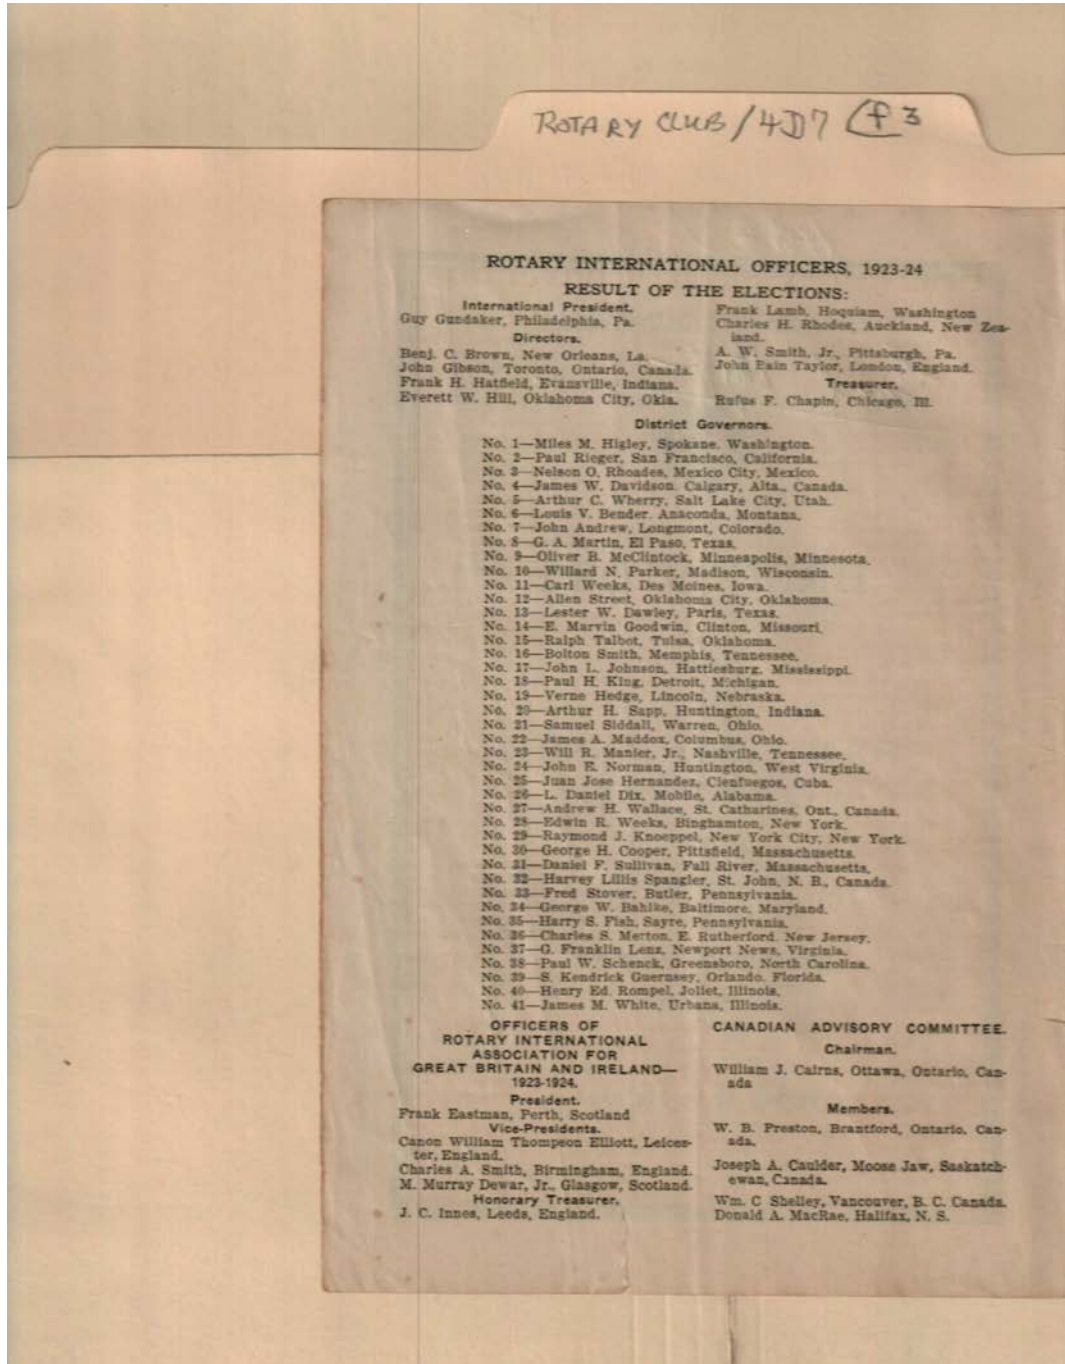 ROTARY CLUB/4D7 f3
ROTARY INTERNATIONAL OFFICERS, 1923-24
RESULT OF THE ELECTIONS:
International President.
Guy Gundaker, Philadelphia, Pa.
Directors.
Benj. C. Brown, New Orleans, La.
John Gibson, Toronto, Ontario, Canada.
Frank H. Hatfield, Evansville, Indiana.
Everett W. Hill, Oklahoma City, Okla.
Frank Lamb, Hoquiam, Washington
Charles H. Rhodes, Auckland, New Zea-
land.
A. W. Smith, Jr., Pittsburgh, Pa.
John Bain Taylor, London, England.
Treasurer.
Rufus F. Chapin, Chicago, Ill.
District Governors.
No. 1—Miles M. Higley, Spokane, Washington.
No. 2—Paul Rieger, San Francisco, California.
No. 3—Nelson O. Rhoades, Mexico City, Mexico.
No. 4—James W. Davidson. Calgary, Alta., Canada.
No. 5—Arthur C. Wherry, Salt Lake City, Utah.
No. 6—Louis V. Bender. Anaconda, Montana.
No. 7—John Andrew, Longmont, Colorado.
No. 8—G. A. Martin, El Paso, Texas.
No. 9—Oliver B. McClintock, Minneapolis, Minnesota.
No. 10—Willard N. Parker, Madison, Wisconsin.
No. 11—Carl Weeks, Des Moines, Iowa.
No. 12—Allen Street, Oklahoma City, Oklahoma.
No. 13—Lester W. Dawley, Paris, Texas.
No. 14—E. Marvin Goodwin, Clinton, Missouri.
No. 15—Ralph Talbot, Tulsa, Oklahoma.
No. 16—Bolton Smith, Memphis, Tennessee.
No. 17—John L. Johnson, Hattiesburg, Mississippi.
No. 18—Paul H. King, Detroit, Michigan.
No. 19—Verne Hedge, Lincoln, Nebraska.
No. 20—Arthur H. Sapp, Huntington, Indiana.
No. 21—Samuel Siddall, Warren, Ohio.
No. 22—James A. Maddox, Columbus, Ohio.
No. 23—Will R. Manier, Jr., Nashville, Tennessee.
No. 24—John E. Norman, Huntington, West Virginia.
No. 25—Juan Jose Hernandez, Cienfuegos, Cuba.
No. 26—L. Daniel Dix, Mobile, Alabama.
No. 27—Andrew H. Wallace, St. Catharines, Ont., Canada.
No. 28—Edwin R. Weeks, Binghamton, New York.
No. 29—Raymond J. Knoeppel, New York City, New York.
No. 30—George H. Cooper, Pittsfield, Massachusetts.
No. 31—Daniel F. Sullivan, Fall River, Massachusetts.
No. 32—Harvey Lillis Spangler, St. John, N. B., Canada.
No. 33—Fred Stover, Butler, Pennsylvania.
No. 34—George W. Bahlke, Baltimore, Maryland.
No. 35—Harry S. Fish, Sayre, Pennsylvania.
No. 36—Charles S. Merton, E. Rutherford. New Jersey.
No. 37—G. Franklin Lenz, Newport News, Virginia.
No. 38—Paul W. Schenck, Greensboro, North Carolina.
No. 39—S. Kendrick Guernsey, Orlando. Florida.
No. 40—Henry Ed. Rompel, Joliet, Illinois.
No. 41—James M. White, Urbana, Illinois.
OFFICERS OF
ROTARY INTERNATIONAL
ASSOCIATION FOR
GREAT BRITAIN AND IRELAND—
1923-1924.
President.
Frank Eastman, Perth, Scotland
Vice-Presidents.
Canon William Thompson Elliott, Leices-
ter, England.
Charles A. Smith, Birmingham, England.
M. Murray Dewar, Jr., Glasgow, Scotland.
Honorary Treasurer.
J. C. Innes, Leeds, England.
CANADIAN ADVISORY COMMITTEE.
Chairman.
William J. Cairns, Ottawa, Ontario, Can-
ada
Members.
W. B. Preston, Brantford, Ontario. Can-
ada.
Joseph A. Caulder, Moose Jaw, Saskatch-
ewan, Canada.
Wm. C Shelley, Vancouver, B. C. Canada.
Donald A. MacRae, Halifax, N. S.